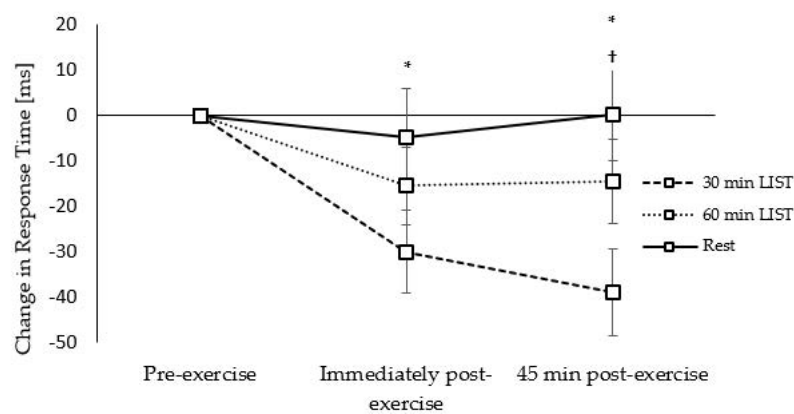 20
10
0
-10
-20
-30
-40
-50
Change in Response Time [ms]
*
*
†
30 min LIST
60 min LIST
Rest
Pre-exercise
Immediately post-
exercise
45 min post-exercise